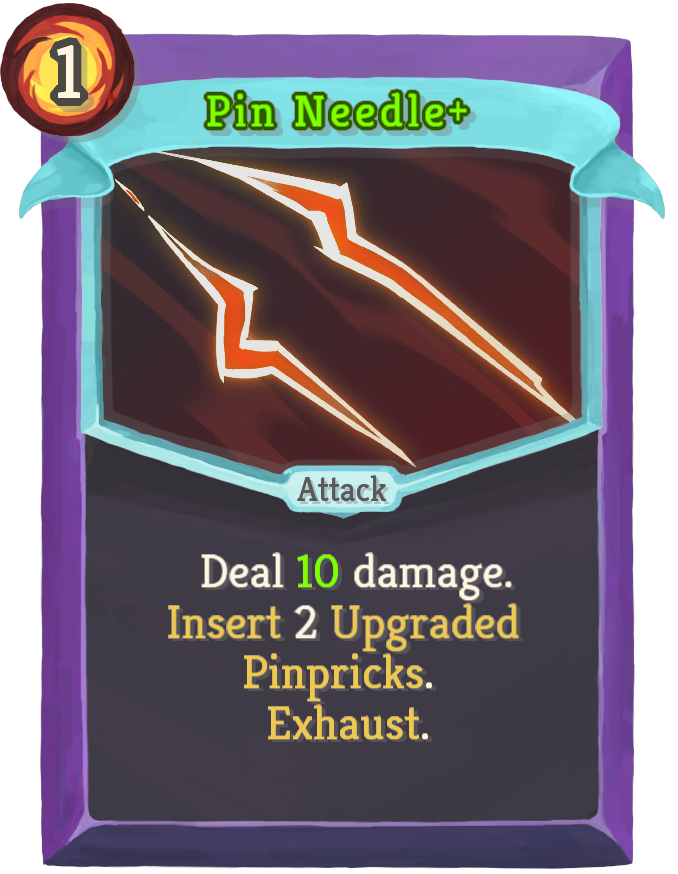 1
Pin Needle+
Attack
Deal 10 damage.
Insert 2 Upgraded
Pinpricks.
Exhaust.